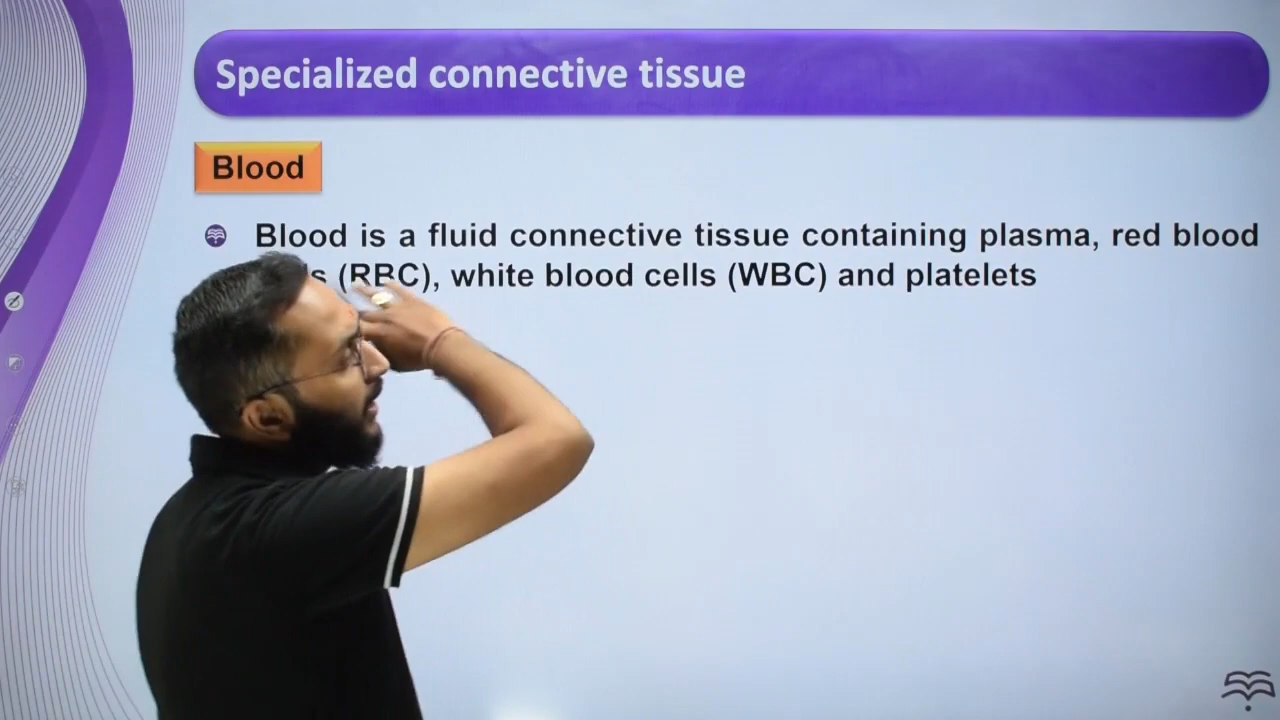 Specialized connective tissue
Blood
Blood is a fluid connective tissue containing plasma, red blood
(RBC), white blood cells (WBC) and platelets